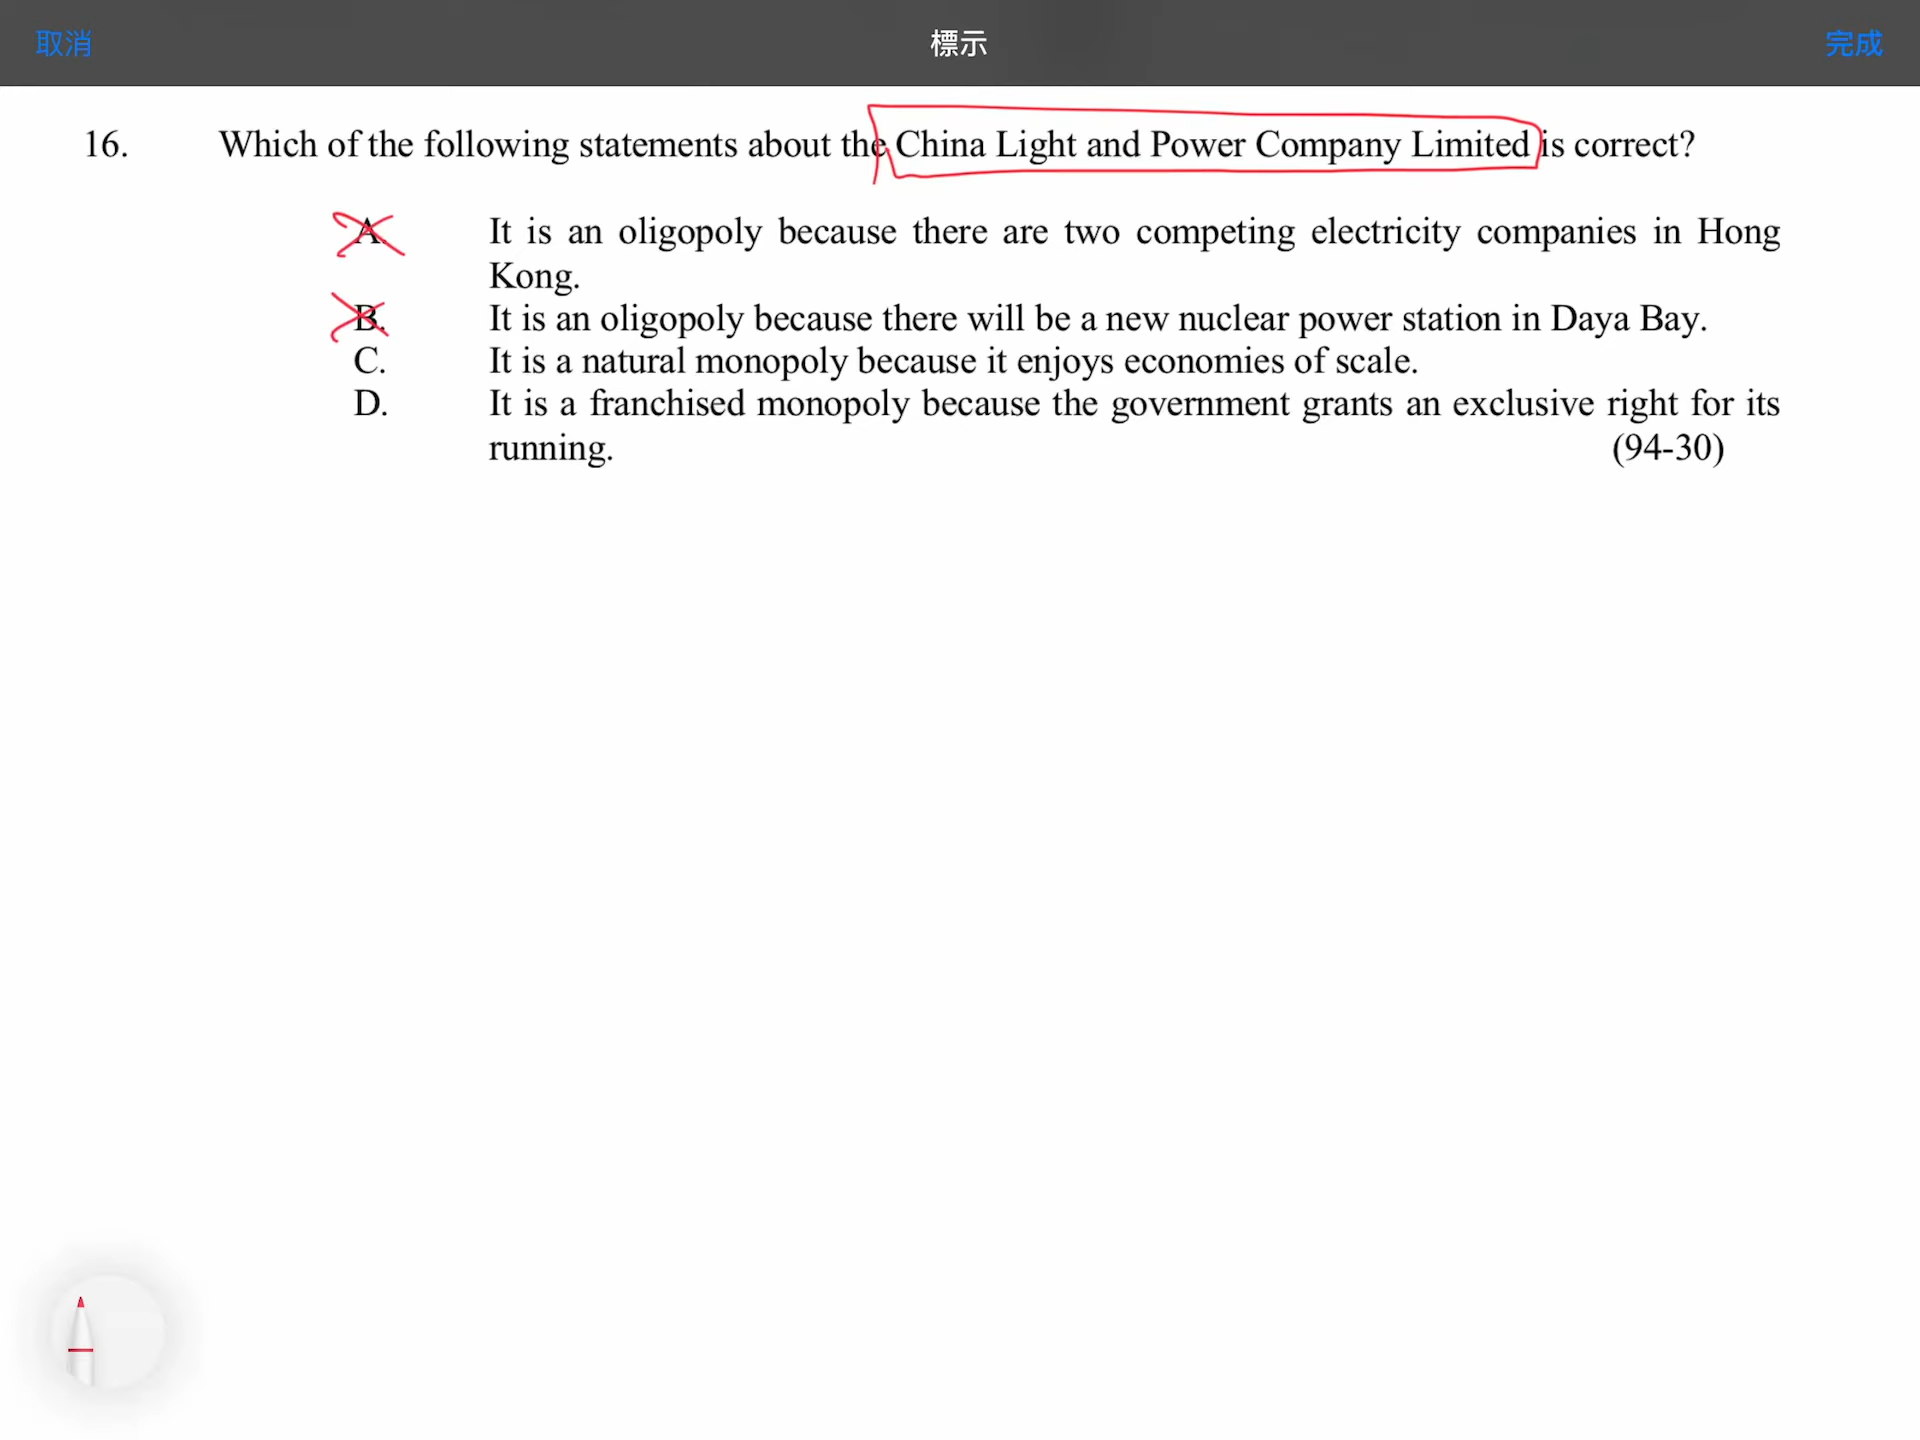 取消 標示 完成
16. Which of the following statements about the China Light and Power Company Limited is correct?
A. It is an oligopoly because there are two competing electricity companies in Hong
Kong.
B. It is an oligopoly because there will be a new nuclear power station in Daya Bay.
C. It is a natural monopoly because it enjoys economies of scale.
D. It is a franchised monopoly because the government grants an exclusive right for its
running. (94-30)